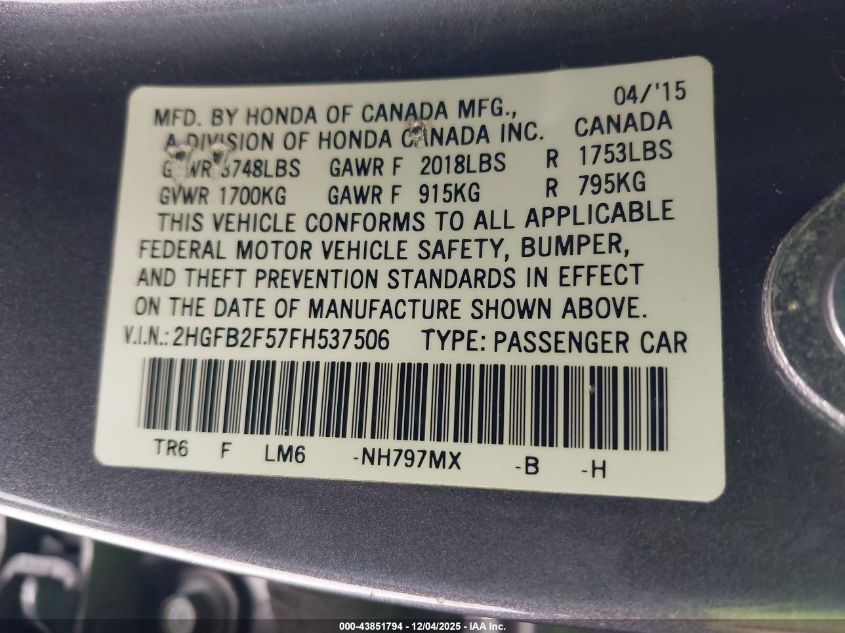 04/'15
MFD. BY HONDA OF CANADA MFG.,
A DIVISION OF HONDA CANADA INC. CANADA
GVWR 3748LBS GAWR F 2018LBS R 1753LBS
GVWR 1700KG GAWR F 915KG R 795KG
THIS VEHICLE CONFORMS TO ALL APPLICABLE
FEDERAL MOTOR VEHICLE SAFETY, BUMPER,
AND THEFT PREVENTION STANDARDS IN EFFECT
ON THE DATE OF MANUFACTURE SHOWN ABOVE.
V.I.N.: 2HGFB2F57FH537506 TYPE: PASSENGER CAR
TR6 F LM6 -NH797MX -B -H
000-43851794 - 12/04/2025 - IAA Inc.